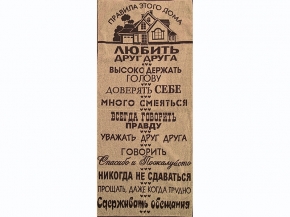 ПРАВИЛА ЭТОГО ДОМА
ЛЮБИТЬ
ДРУГ ДРУГА
ВЫСОКО ДЕРЖАТЬ
ГОЛОВУ
ДОВЕРЯТЬ СЕБЕ
МНОГО СМЕЯТЬСЯ
ВСЕГДА ГОВОРИТЬ
ПРАВДУ
УВАЖАТЬ ДРУГ ДРУГА
ГОВОРИТЬ
Спасибо и Пожалуйста
НИКОГДА НЕ СДАВАТЬСЯ
ПРОЩАТЬ, ДАЖЕ КОГДА ТРУДНО
Сдерживать обещания